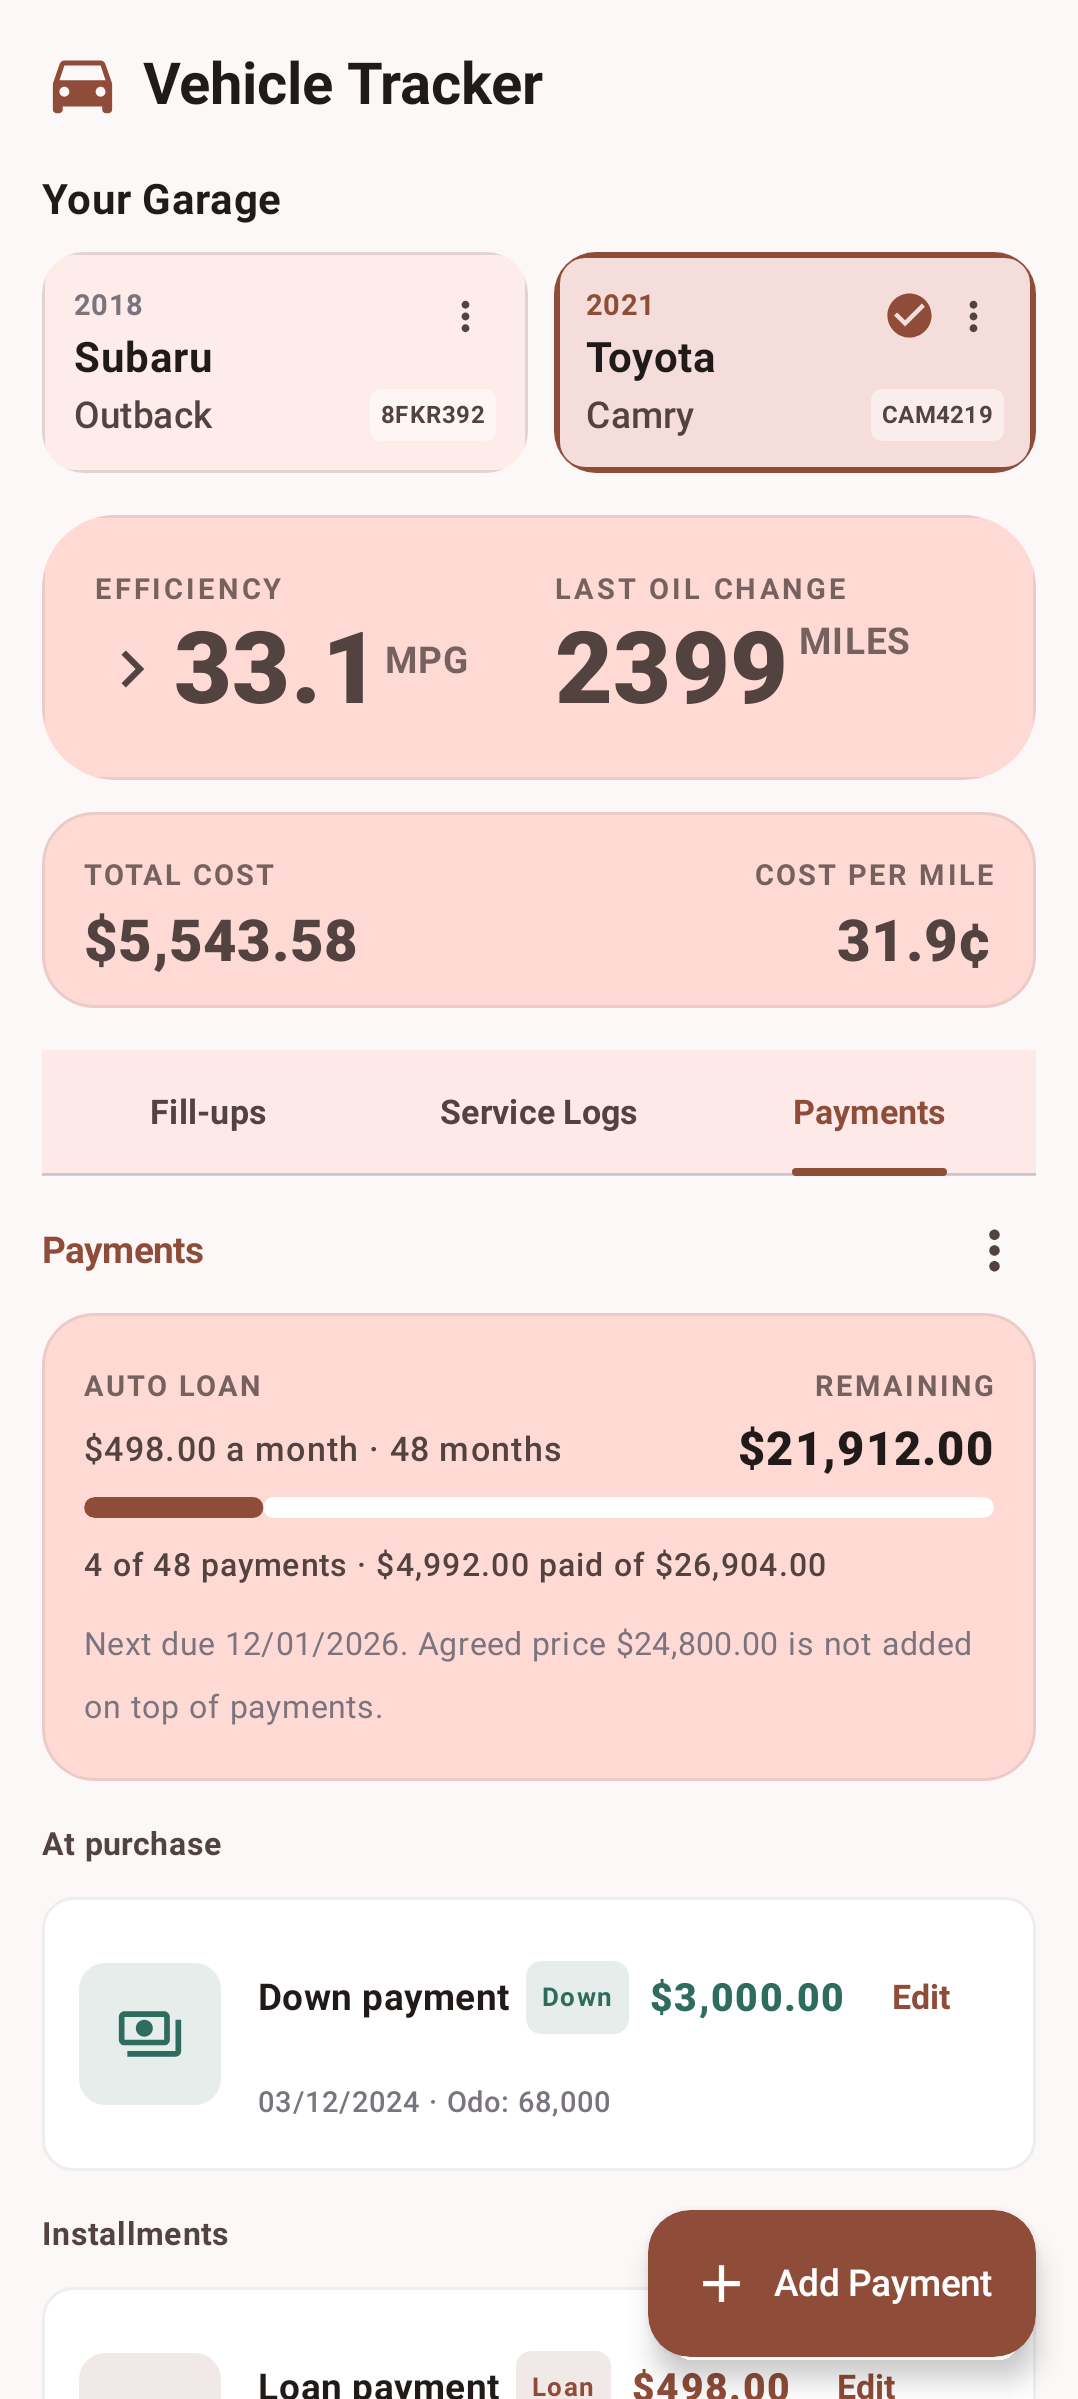 Vehicle Tracker
Your Garage
2018
Subaru
Outback
8FKR392
2021
Toyota
Camry
CAM4219
EFFICIENCY
33.1 MPG
LAST OIL CHANGE
2399 MILES
TOTAL COST
$5,543.58
COST PER MILE
31.9¢
Fill-ups
Service Logs
Payments
Payments
AUTO LOAN
REMAINING
$498.00 a month · 48 months
$21,912.00
4 of 48 payments · $4,992.00 paid of $26,904.00
Next due 12/01/2026. Agreed price $24,800.00 is not added
on top of payments.
At purchase
Down payment Down $3,000.00 Edit
03/12/2024 · Odo: 68,000
Installments
Add Payment
Loan payment Loan $498.00 Edit